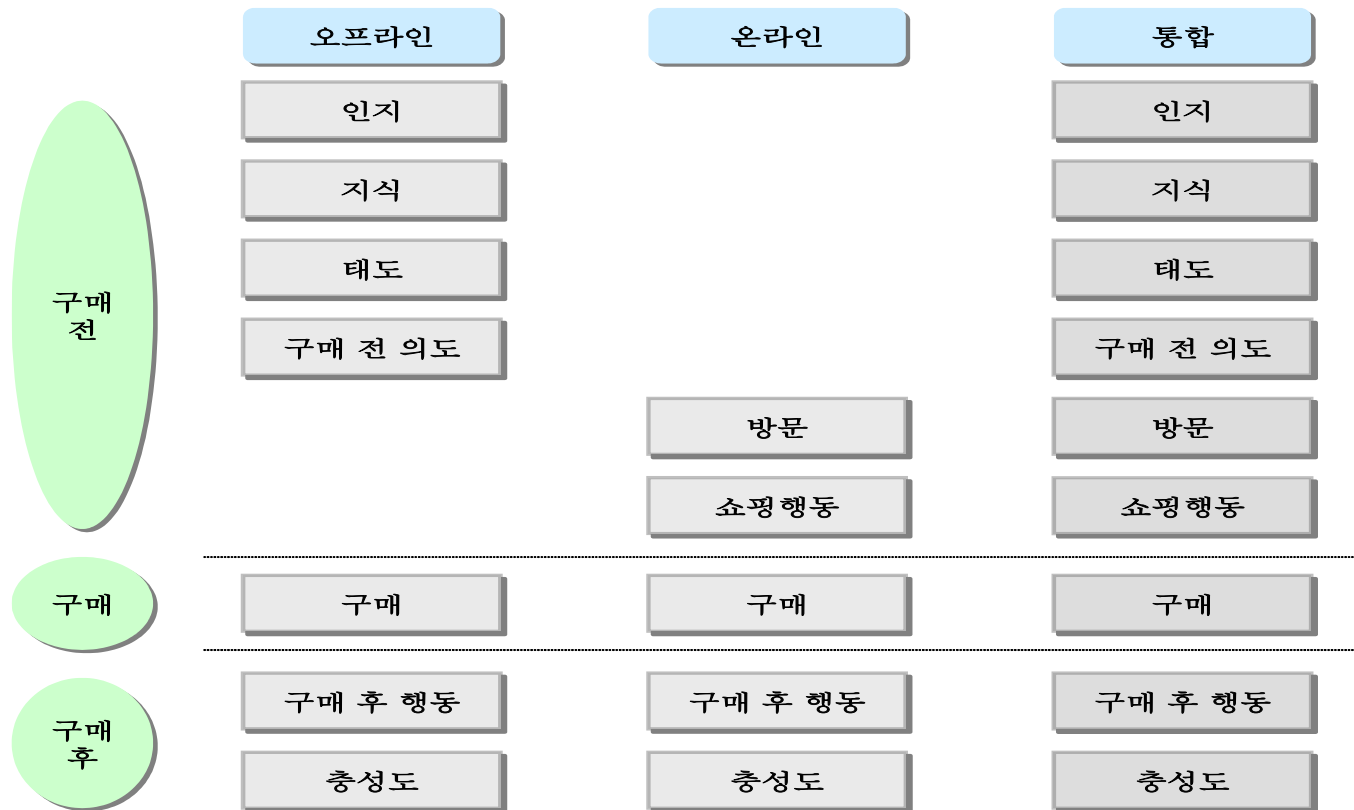 오프라인
온라인
통합
인지
인지
지식
지식
태도
태도
구매
전
구매 전 의도
구매 전 의도
방문
방문
쇼핑행동
쇼핑행동
구매
구매
구매
구매
구매
후
구매 후 행동
구매 후 행동
구매 후 행동
충성도
충성도
충성도